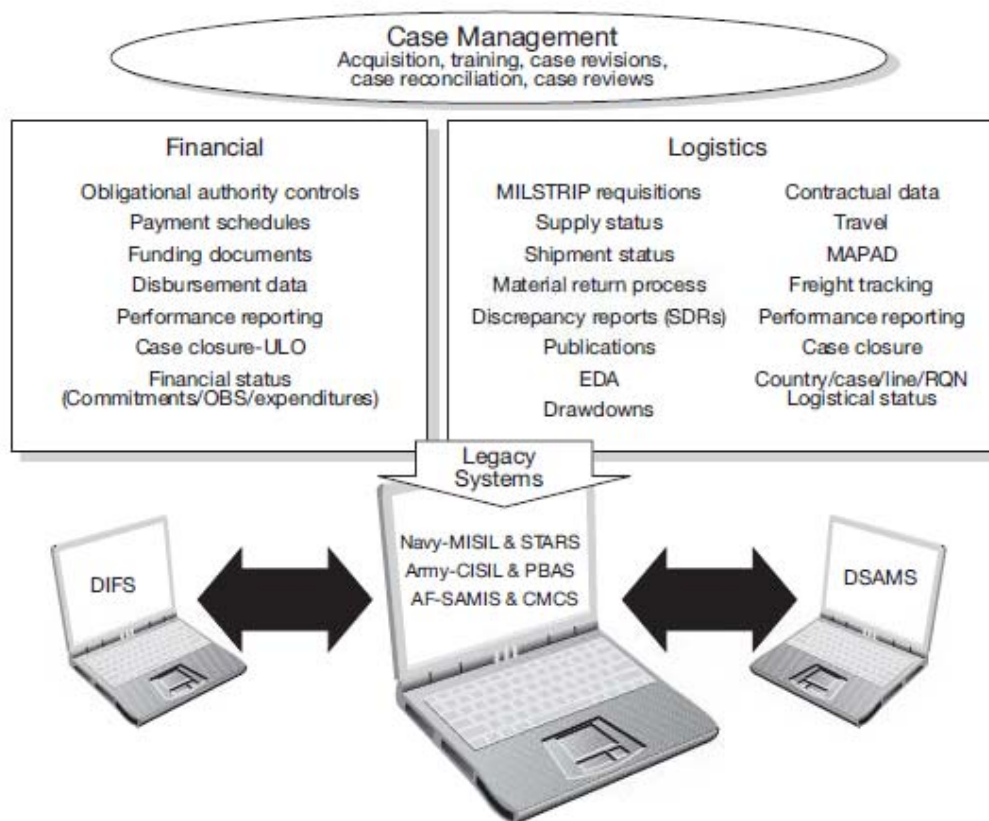 Case Management
Acquisition, training, case revisions,
case reconciliation, case reviews
Financial
Obligational authority controls
Payment schedules
Funding documents
Disbursement data
Performance reporting
Case closure-ULO
Financial status
(Commitments/OBS/expenditures)
Logistics
MILSTRIP requisitions
Supply status
Shipment status
Material return process
Discrepancy reports (SDRs)
Publications
EDA
Drawdowns
Contractual data
Travel
MAPAD
Freight tracking
Performance reporting
Case closure
Country/case/line/RQN
Logistical status
Legacy
Systems
DIFS
Navy-MISIL & STARS
Army-CISIL & PBAS
AF-SAMIS & CMCS
DSAMS